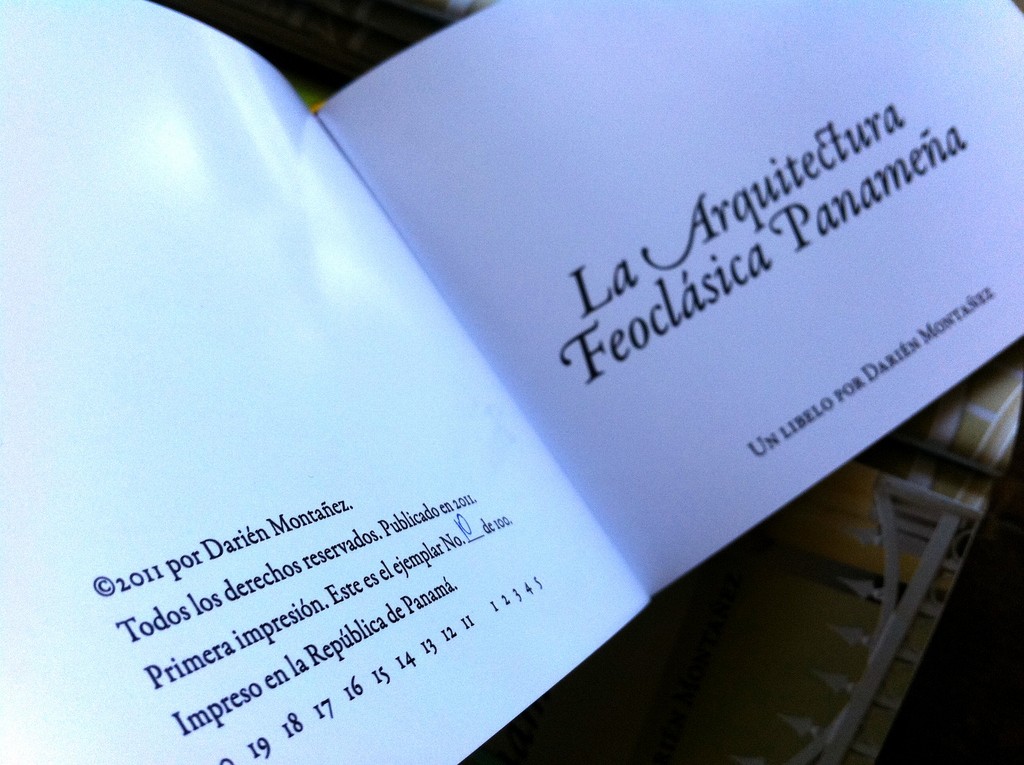 ©2011 por Darién Montañez.
Todos los derechos reservados. Publicado en 2011.
Primera impresión. Este es el ejemplar No. 10 de 100.
Impreso en la República de Panamá.
19 18 17 16 15 14 13 12 11 1 2 3 4 5
La Arquitectura
Feoclásica Panameña
Un libelo por Darién Montañez
Montañez